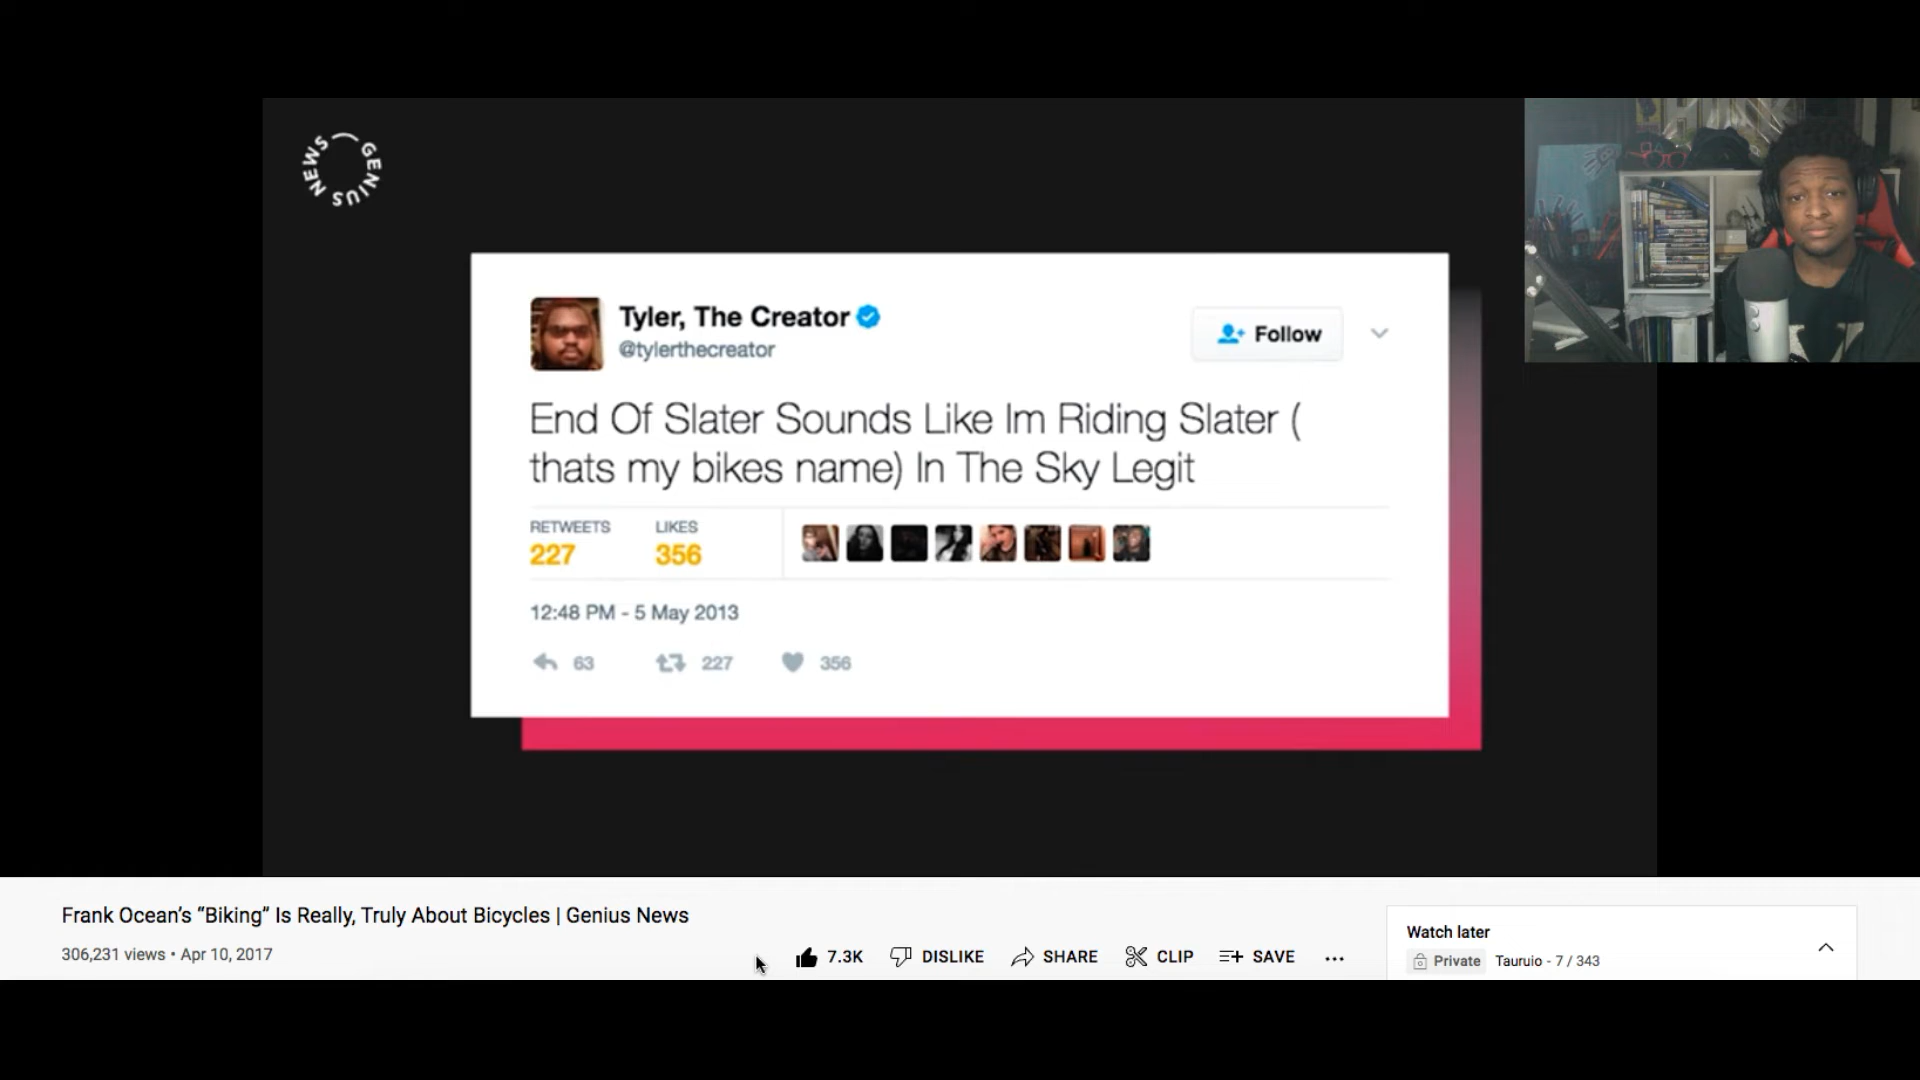 GENIUS NEWS
Tyler, The Creator
@tylerthecreator
Follow
End Of Slater Sounds Like Im Riding Slater (
thats my bikes name) In The Sky Legit
RETWEETS LIKES
227 356
12:48 PM - 5 May 2013
63 227 356
Frank Ocean's “Biking” Is Really, Truly About Bicycles | Genius News
306,231 views • Apr 10, 2017
7.3K DISLIKE SHARE CLIP SAVE ...
Watch later
Private Tauruio - 7 / 343